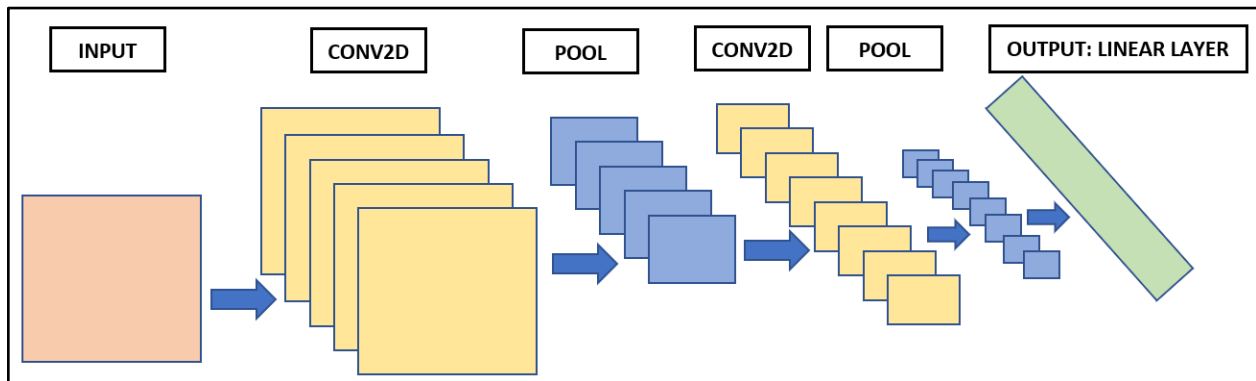 INPUT
CONV2D
POOL
CONV2D
POOL
OUTPUT: LINEAR LAYER